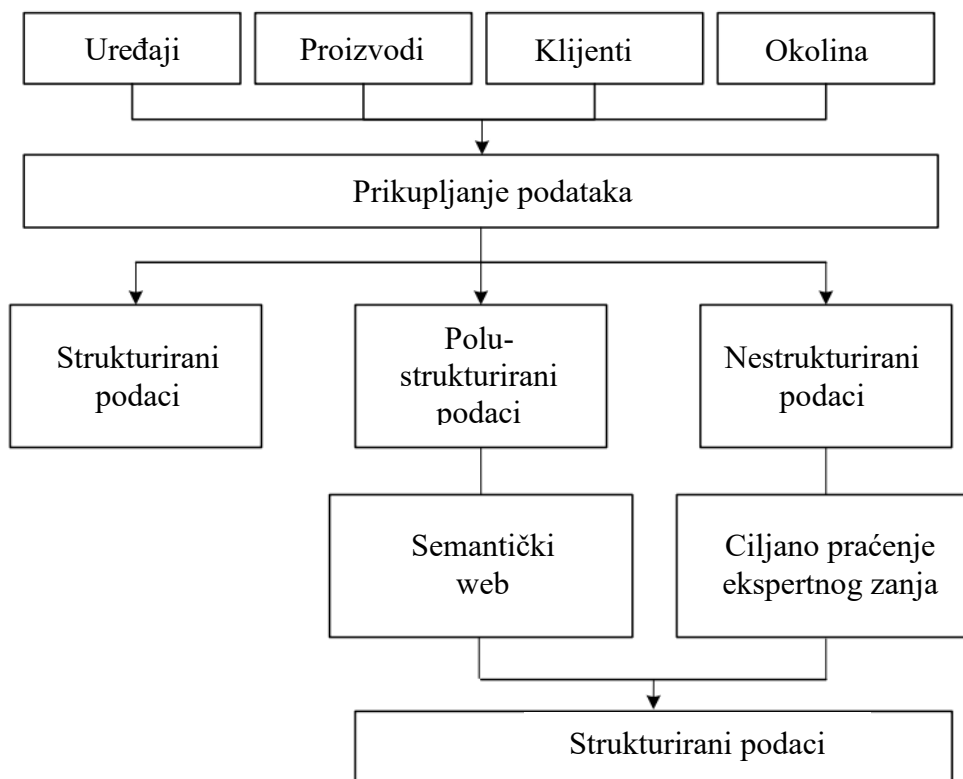 Uređaji
Proizvodi
Klijenti
Okolina
Prikupljanje podataka
Strukturirani
podaci
Polu-
strukturirani
podaci
Nestrukturirani
podaci
Semantički
web
Ciljano praćenje
ekspertnog zanja
Strukturirani podaci